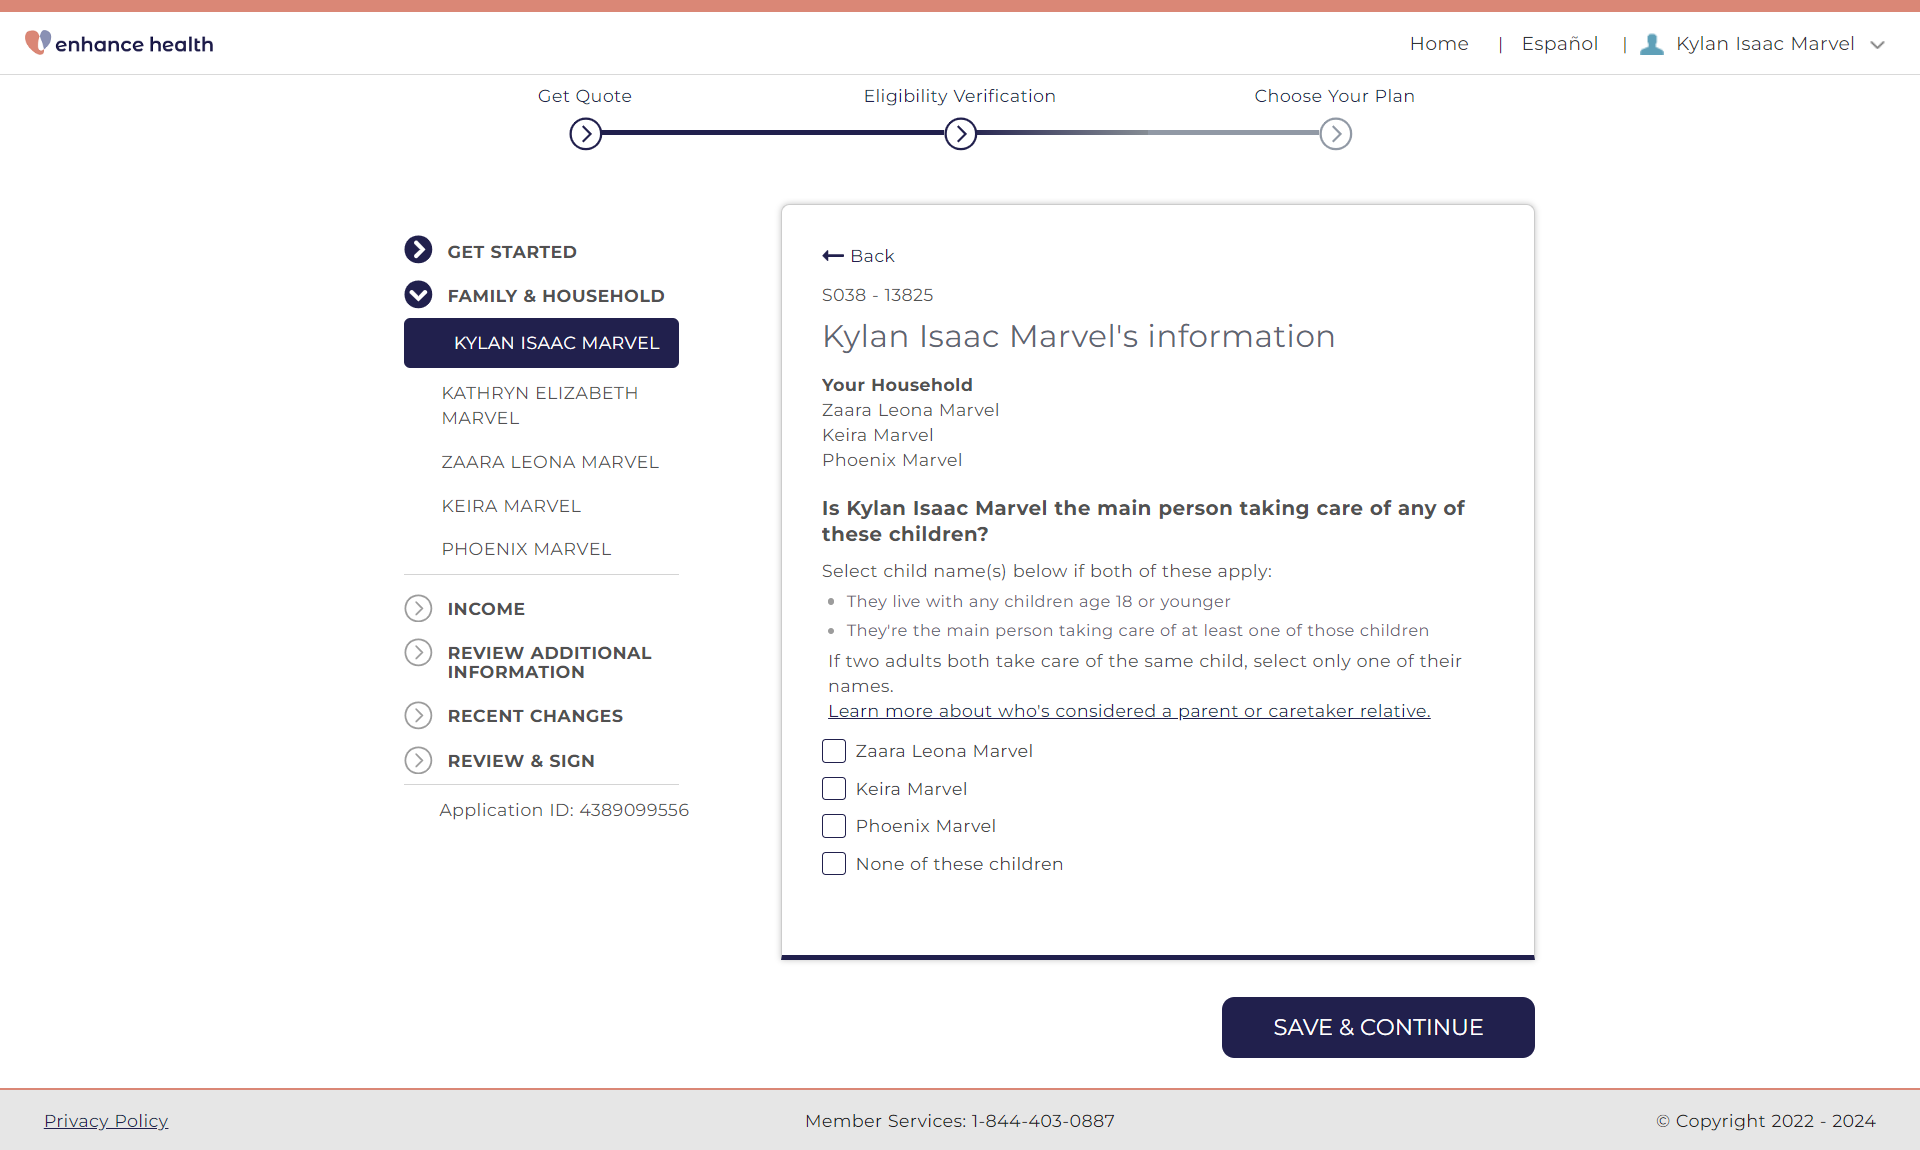 enhance health
Home | Español | Kylan Isaac Marvel
Get Quote
Eligibility Verification
Choose Your Plan
GET STARTED
FAMILY & HOUSEHOLD
KYLAN ISAAC MARVEL
KATHRYN ELIZABETH
MARVEL
ZAARA LEONA MARVEL
KEIRA MARVEL
PHOENIX MARVEL
INCOME
REVIEW ADDITIONAL
INFORMATION
RECENT CHANGES
REVIEW & SIGN
Application ID: 4389099556
Back
S038 - 13825
Kylan Isaac Marvel's information
Your Household
Zaara Leona Marvel
Keira Marvel
Phoenix Marvel
Is Kylan Isaac Marvel the main person taking care of any of
these children?
Select child name(s) below if both of these apply:
• They live with any children age 18 or younger
• They're the main person taking care of at least one of those children
If two adults both take care of the same child, select only one of their
names.
Learn more about who's considered a parent or caretaker relative.
Zaara Leona Marvel
Keira Marvel
Phoenix Marvel
None of these children
SAVE & CONTINUE
Privacy Policy
Member Services: 1-844-403-0887
© Copyright 2022 - 2024